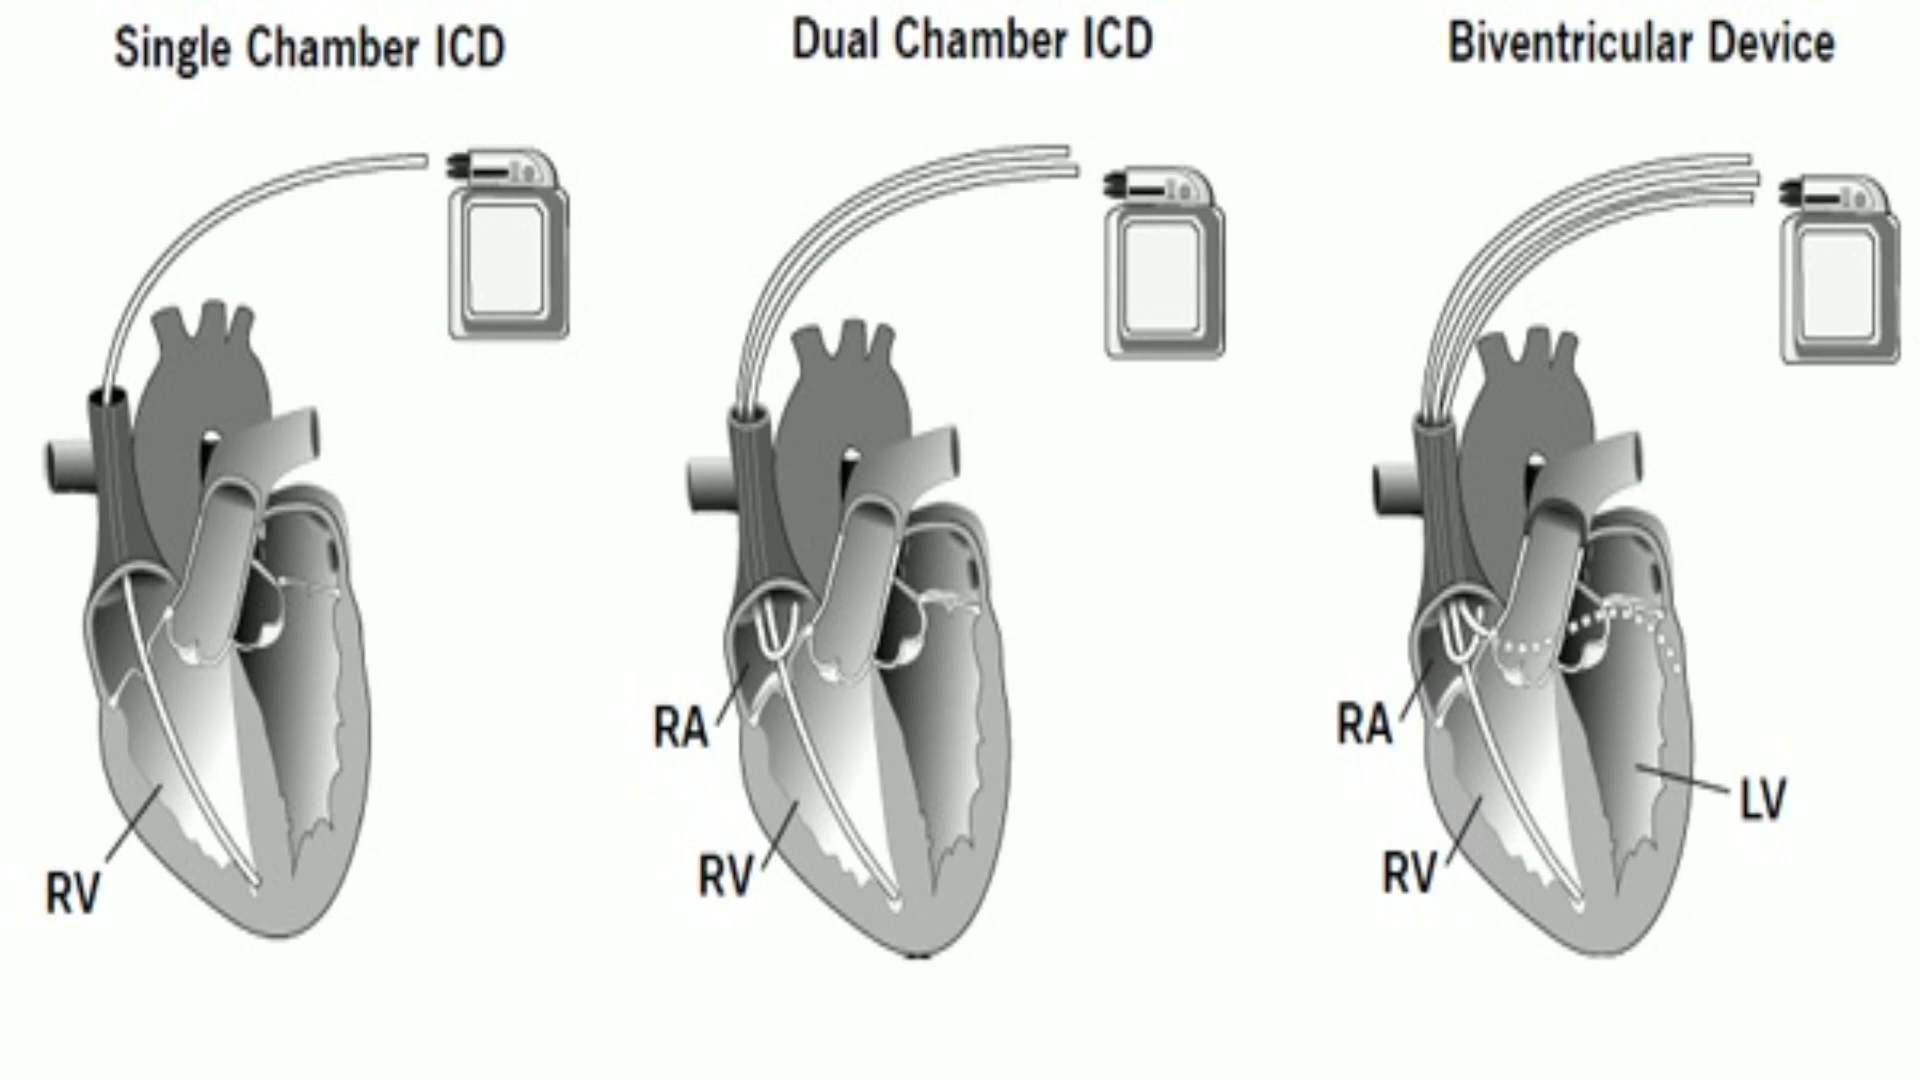 Single Chamber ICD
Dual Chamber ICD
Biventricular Device
RV
RA
RV
RA
RV
LV